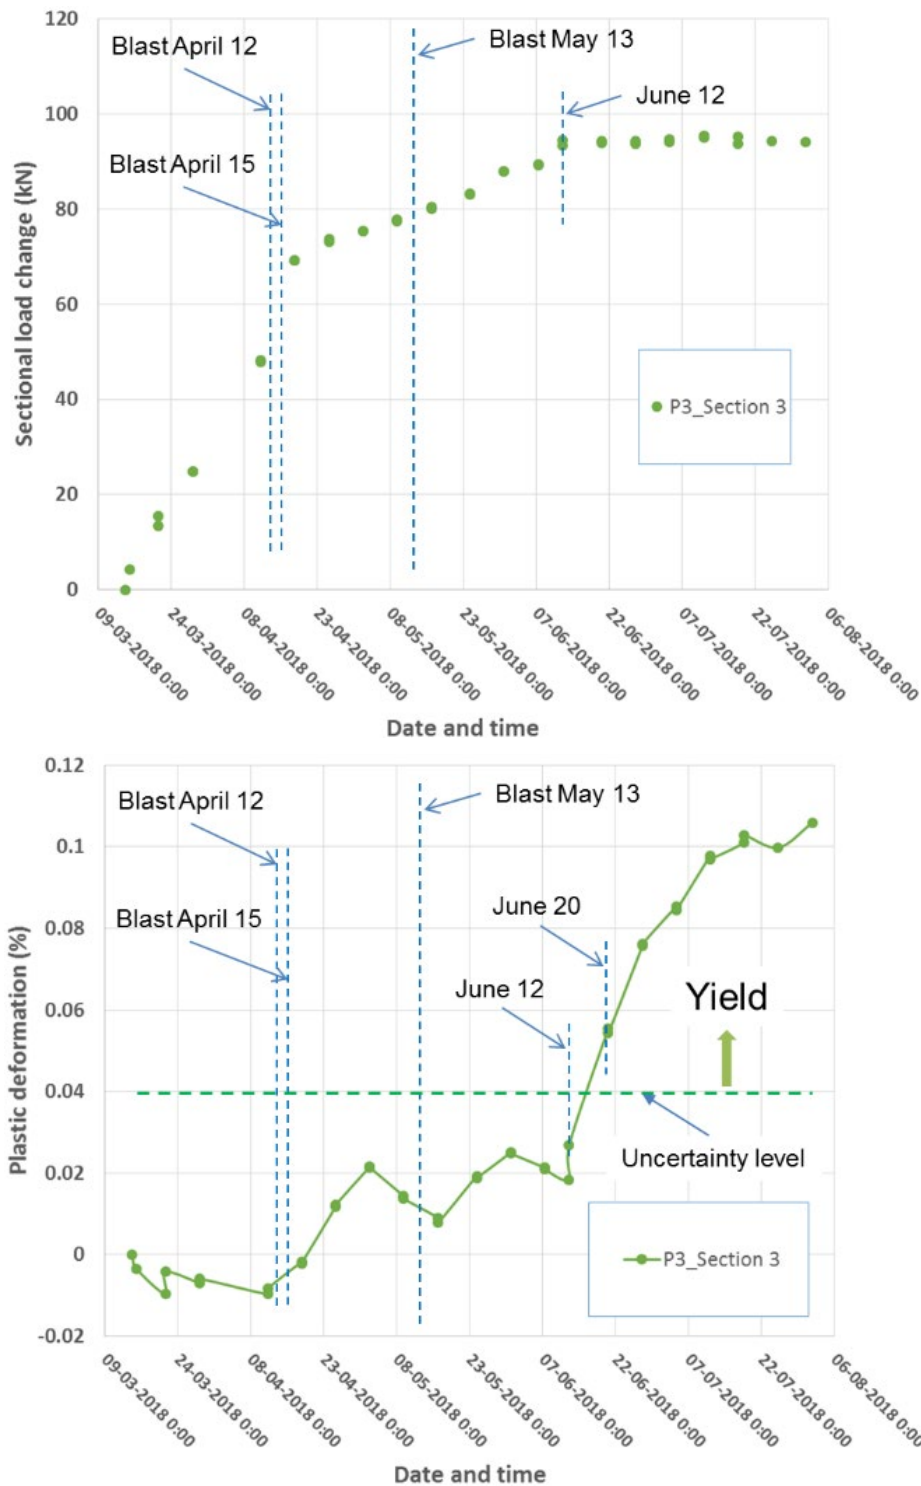 120
Blast April 12
Blast May 13
100
June 12
Blast April 15
80
Sectional load change (kN)
60
40
P3_Section 3
20
0
09-03-2018 0:00
24-03-2018 0:00
08-04-2018 0:00
23-04-2018 0:00
08-05-2018 0:00
23-05-2018 0:00
07-06-2018 0:00
22-06-2018 0:00
07-07-2018 0:00
22-07-2018 0:00
06-08-2018 0:00
Date and time
0.12
Blast April 12
Blast May 13
0.1
Blast April 15
June 20
0.08
Plastic deformation (%)
June 12
Yield
0.06
0.04
Uncertainty level
0.02
P3_Section 3
0
-0.02
09-03-2018 0:00
24-03-2018 0:00
08-04-2018 0:00
23-04-2018 0:00
08-05-2018 0:00
23-05-2018 0:00
07-06-2018 0:00
22-06-2018 0:00
07-07-2018 0:00
22-07-2018 0:00
06-08-2018 0:00
Date and time